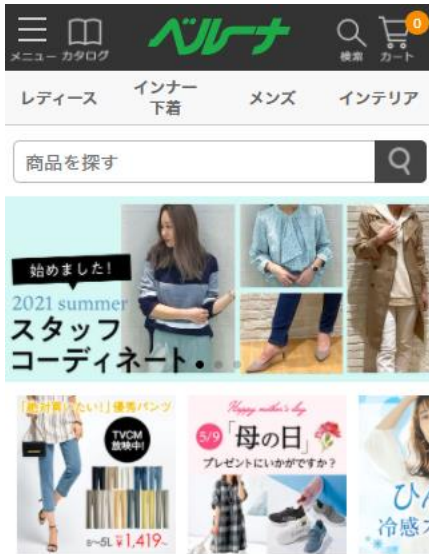 メニュー カタログ ベルーナ 検索 カート 0
レディース インナー下着 メンズ インテリア
商品を探す
始めました!
2021 summer
スタッフ
コーディネート
「絶対買いたい!」優秀パンツ
TVCM
放映中!
S~5L ¥1,419~
Happy mother's day
5/9「母の日」
プレゼントにいかがですか?
ひん
冷感